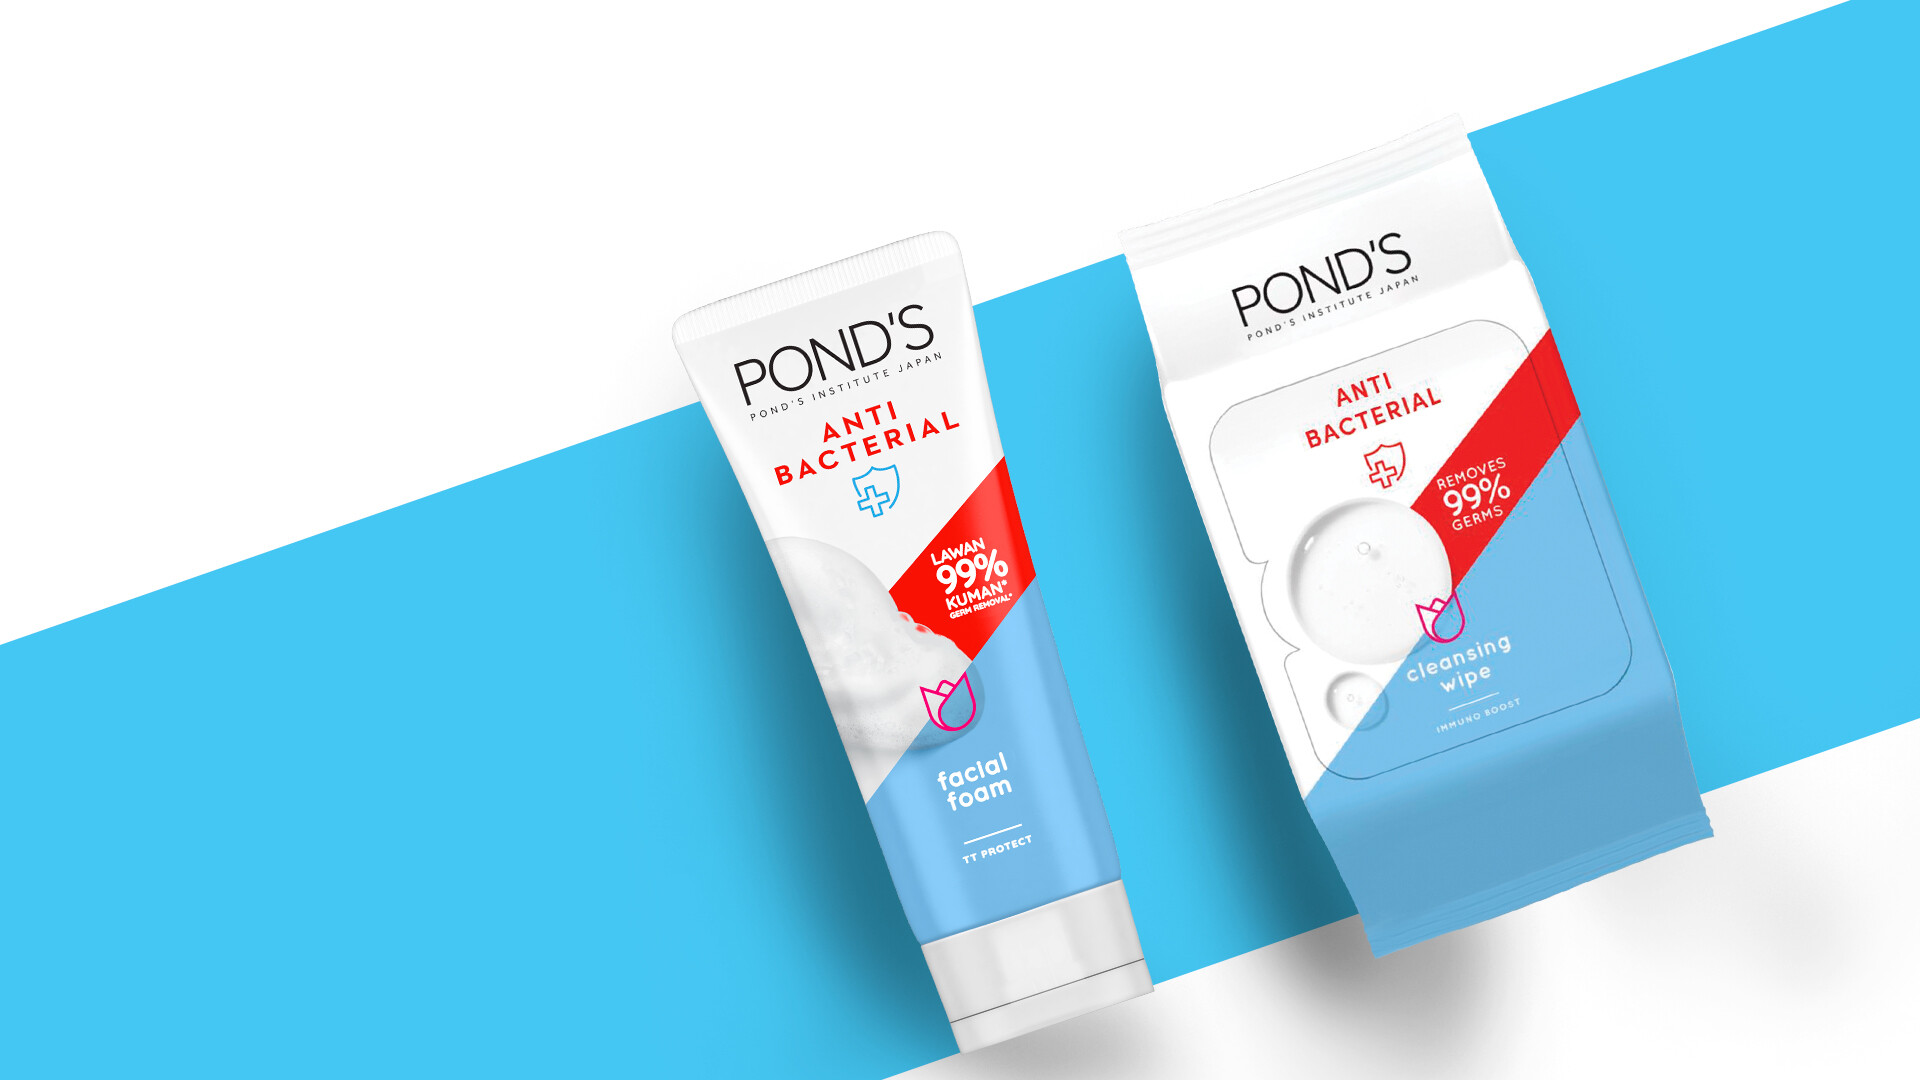 POND'S
POND'S INSTITUTE JAPAN
ANTI
BACTERIAL
LAWAN
99%
KUMAN*
GERM REMOVAL*
facial
foam
TT PROTECT
POND'S
POND'S INSTITUTE JAPAN
ANTI
BACTERIAL
REMOVES
99%
GERMS
cleansing
wipe
IMMUNO BOOST